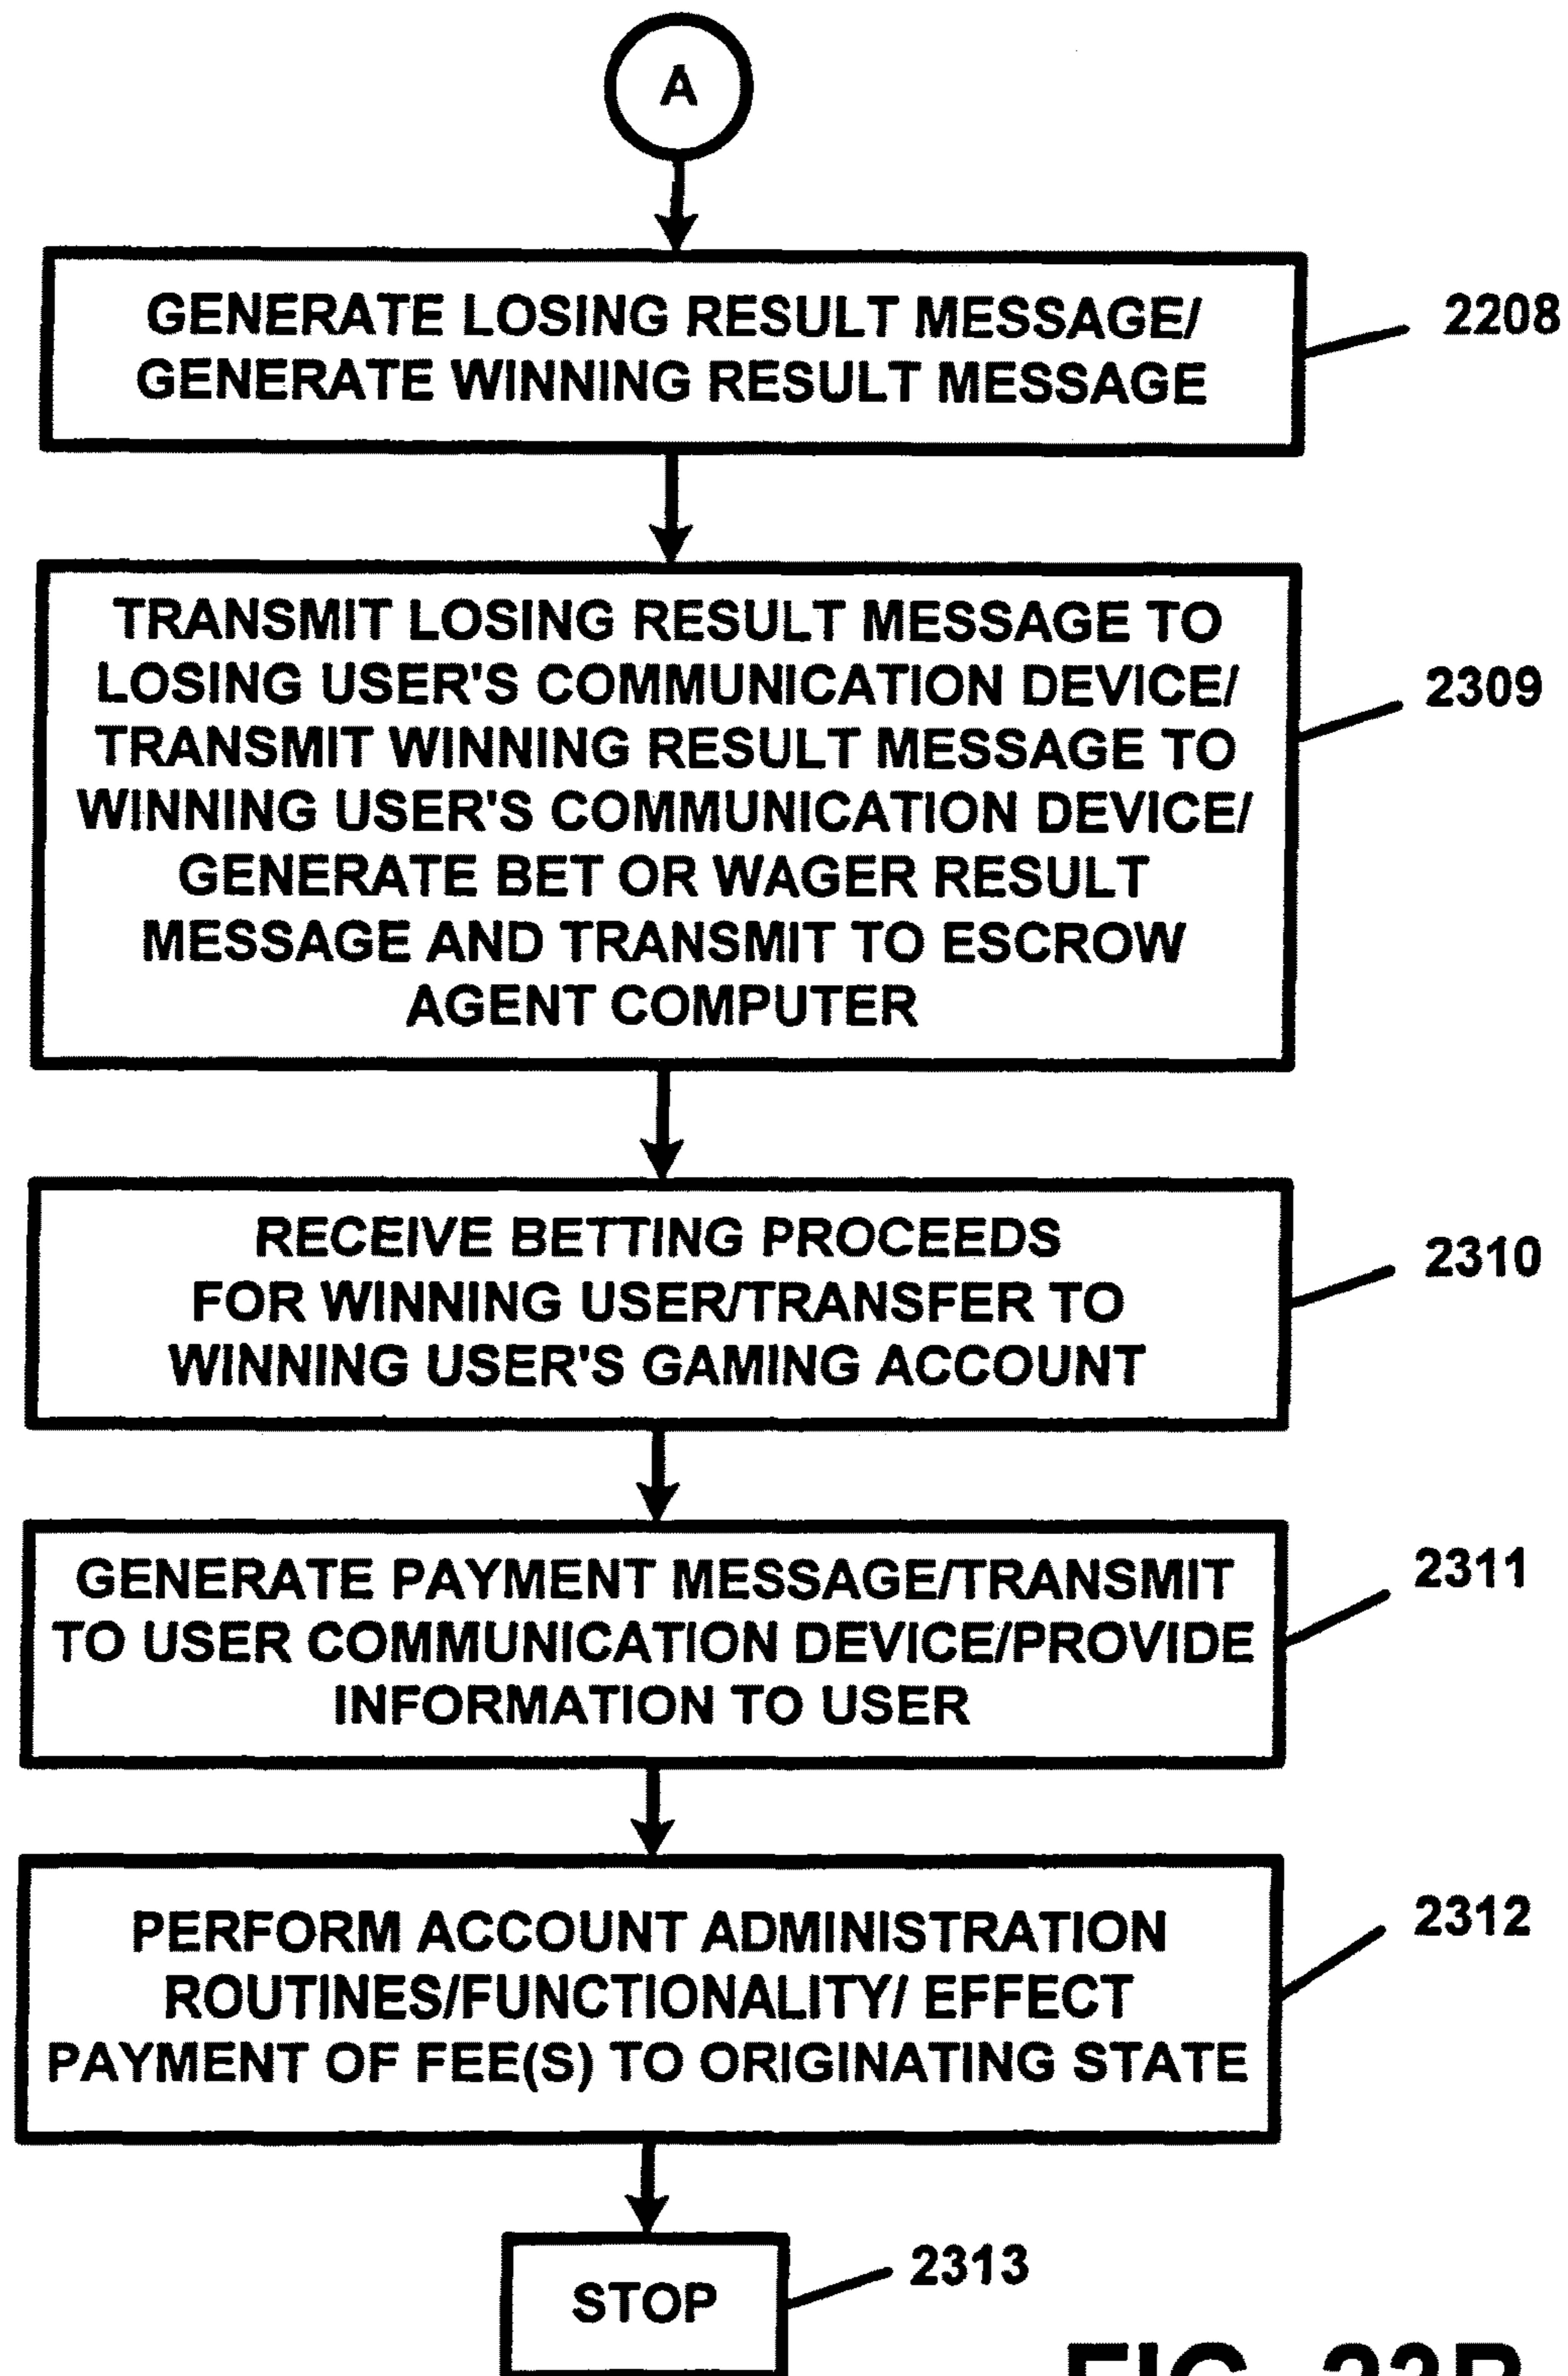 A
GENERATE LOSING RESULT MESSAGE/
GENERATE WINNING RESULT MESSAGE
2208
TRANSMIT LOSING RESULT MESSAGE TO
LOSING USER'S COMMUNICATION DEVICE/
TRANSMIT WINNING RESULT MESSAGE TO
WINNING USER'S COMMUNICATION DEVICE/
GENERATE BET OR WAGER RESULT
MESSAGE AND TRANSMIT TO ESCROW
AGENT COMPUTER
2309
RECEIVE BETTING PROCEEDS
FOR WINNING USER/TRANSFER TO
WINNING USER'S GAMING ACCOUNT
2310
GENERATE PAYMENT MESSAGE/TRANSMIT
TO USER COMMUNICATION DEVICE/PROVIDE
INFORMATION TO USER
2311
PERFORM ACCOUNT ADMINISTRATION
ROUTINES/FUNCTIONALITY/ EFFECT
PAYMENT OF FEE(S) TO ORIGINATING STATE
2312
STOP
2313
FIG.